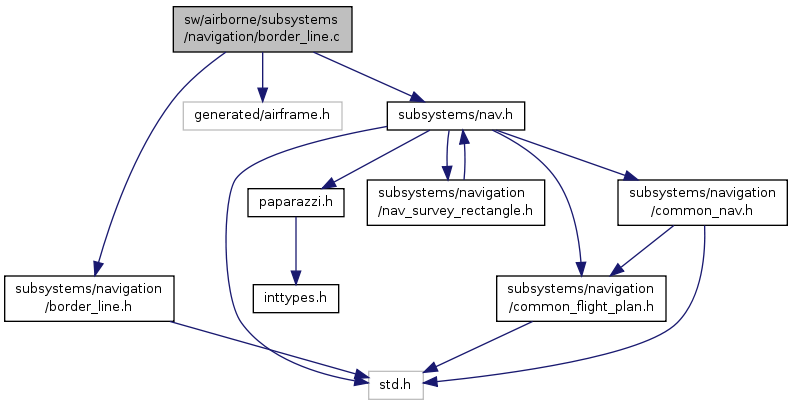 sw/airborne/subsystems
/navigation/border_line.c
generated/airframe.h
subsystems/nav.h
paparazzi.h
subsystems/navigation
/nav_survey_rectangle.h
subsystems/navigation
/common_nav.h
subsystems/navigation
/border_line.h
inttypes.h
subsystems/navigation
/common_flight_plan.h
std.h